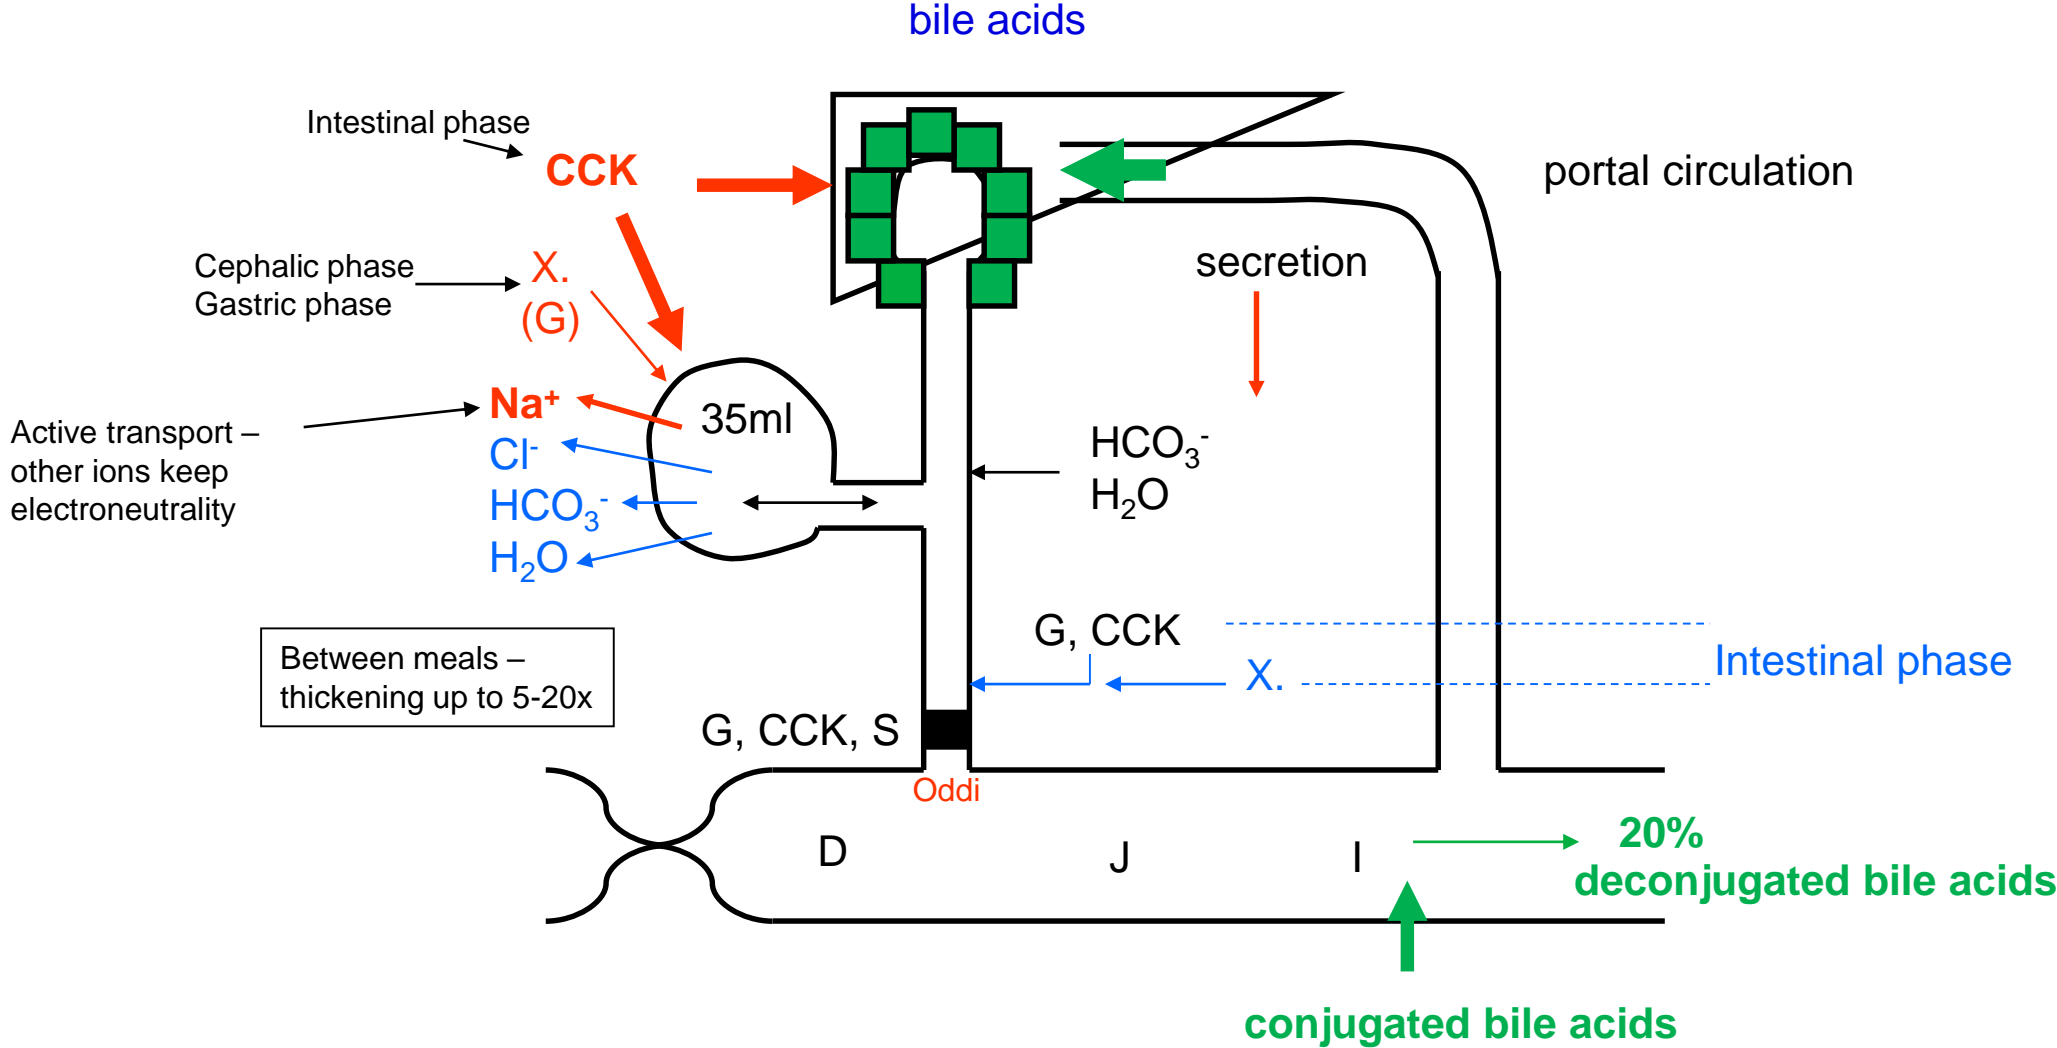 bile acids
Intestinal phase
CCK
portal circulation
Cephalic phase
Gastric phase
X.
(G)
secretion
Na⁺
Cl⁻
HCO₃⁻
H₂O
Active transport –
other ions keep
electroneutrality
35ml
HCO₃⁻
H₂O
G, CCK
X.
Intestinal phase
Between meals –
thickening up to 5-20x
G, CCK, S
Oddi
D
J
I
20%
deconjugated bile acids
conjugated bile acids